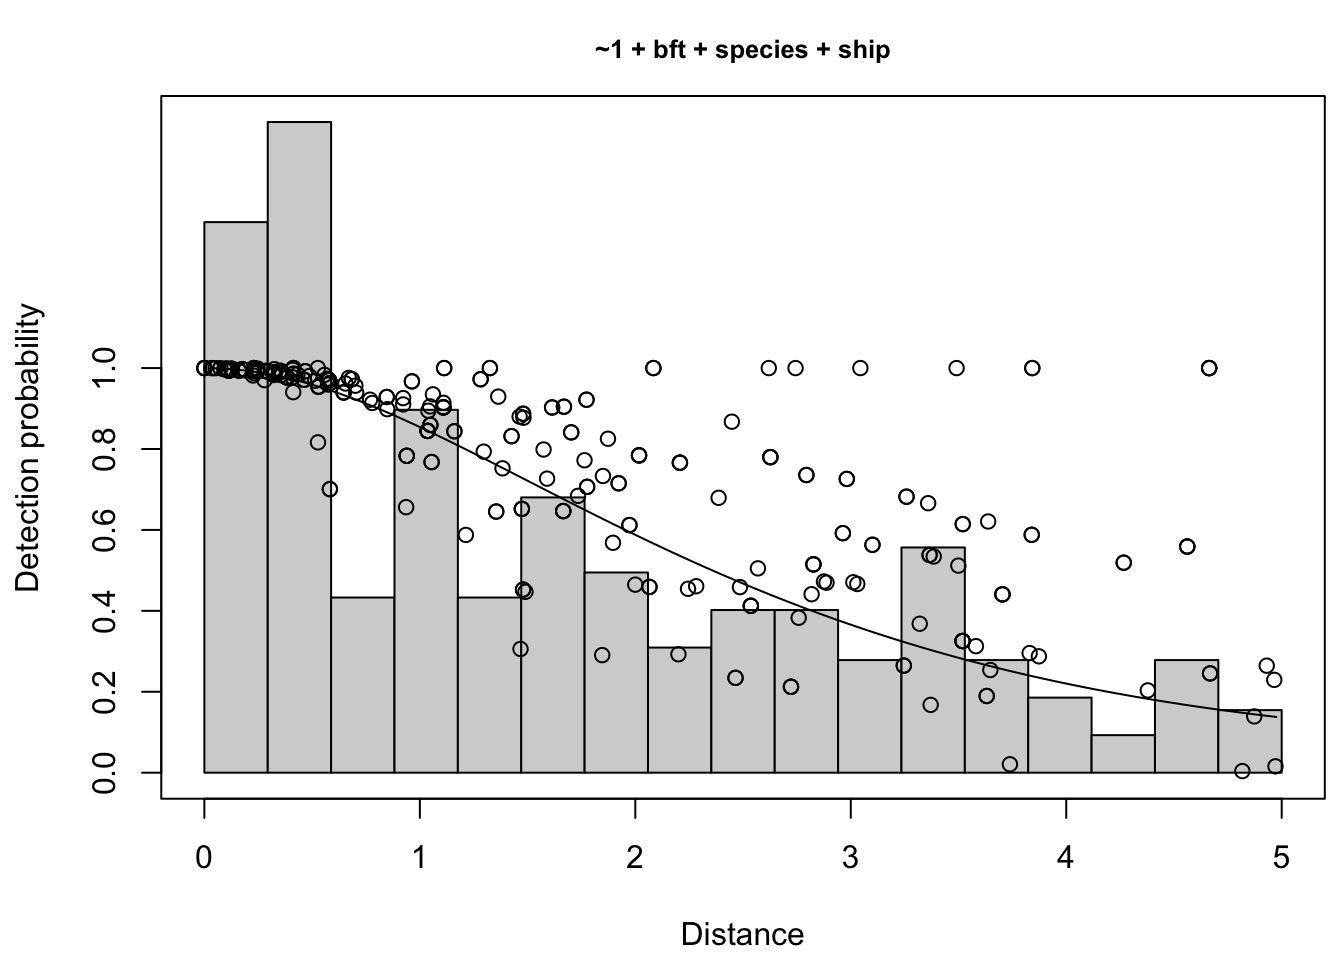 ~1 + bft + species + ship
Detection probability
1.0
0.8
0.6
0.4
0.2
0.0
0 1 2 3 4 5
Distance